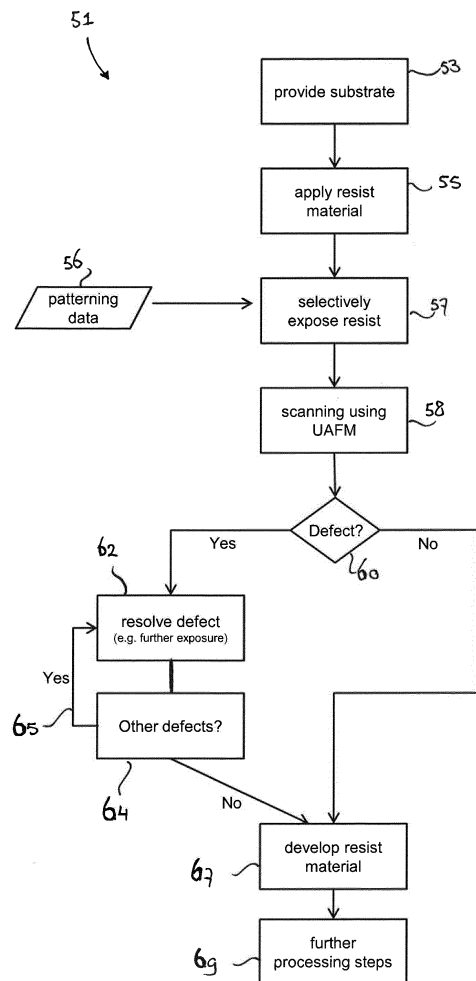 51
53
provide substrate
55
apply resist
material
56
patterning
data
selectively
expose resist
57
scanning using
UAFM
58
Defect?
60
Yes
No
62
resolve defect
(e.g. further exposure)
Yes
65
Other defects?
64
No
develop resist
material
67
further
processing steps
69